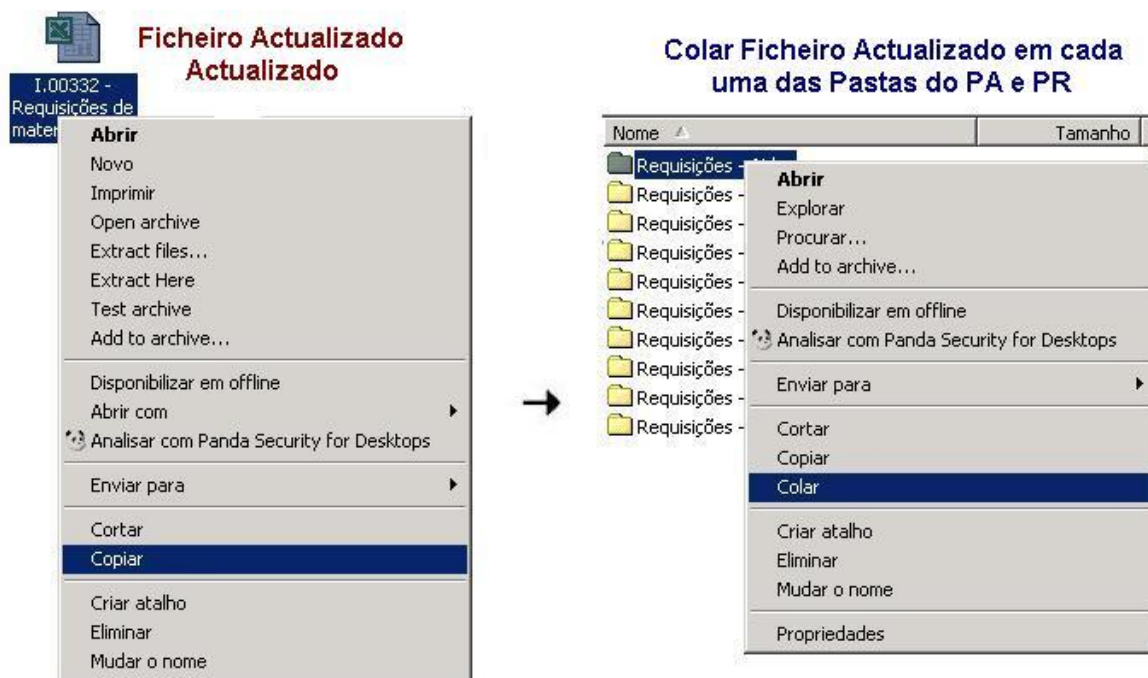 Ficheiro Actualizado
Actualizado
I.00332 -
Requisições de
Abrir
Novo
Imprimir
Open archive
Extract files...
Extract Here
Test archive
Add to archive...
Disponibilizar em offline
Abrir com
Analisar com Panda Security for Desktops
Enviar para
Cortar
Copiar
Criar atalho
Eliminar
Mudar o nome
Colar Ficheiro Actualizado em cada
uma das Pastas do PA e PR
Nome
Tamanho
Requisições -
Requisições -
Requisições -
Requisições -
Requisições -
Requisições -
Requisições -
Requisições -
Requisições -
Requisições -
Abrir
Explorar
Procurar...
Add to archive...
Disponibilizar em offline
Analisar com Panda Security for Desktops
Enviar para
Cortar
Copiar
Colar
Criar atalho
Eliminar
Mudar o nome
Propriedades